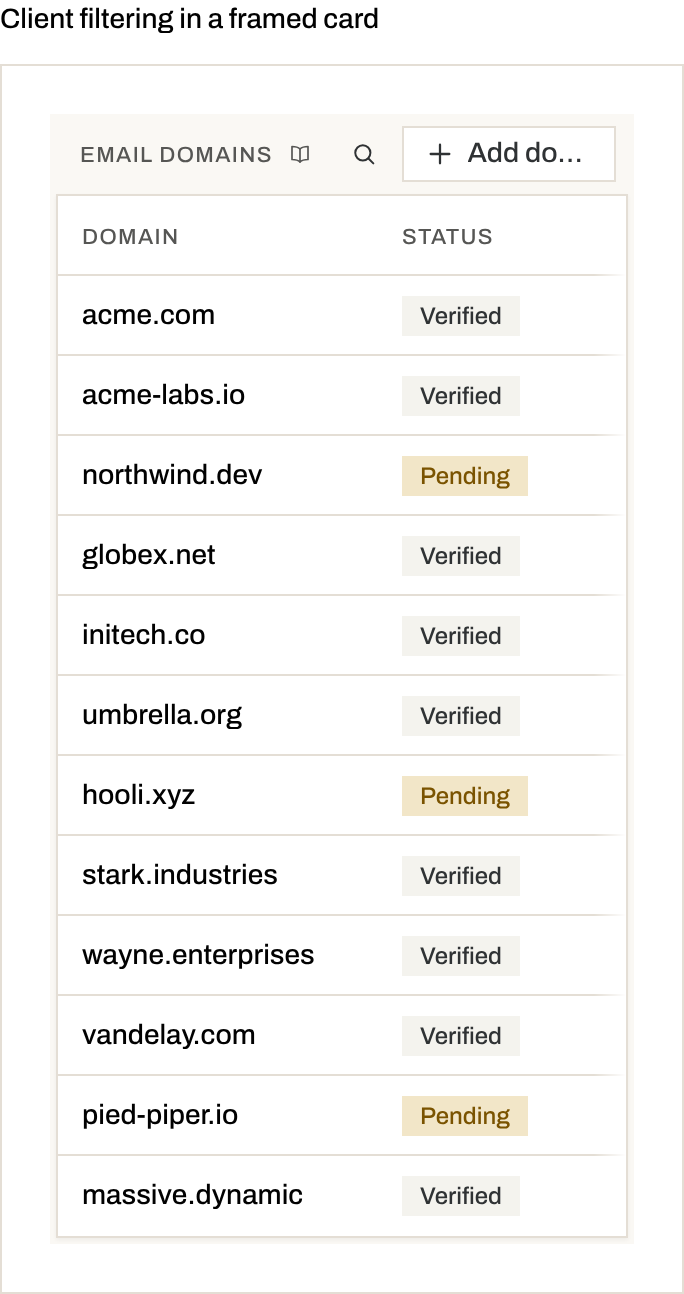 Client filtering in a framed card
EMAIL DOMAINS
Add do...
DOMAIN STATUS
acme.com Verified
acme-labs.io Verified
northwind.dev Pending
globex.net Verified
initech.co Verified
umbrella.org Verified
hooli.xyz Pending
stark.industries Verified
wayne.enterprises Verified
vandelay.com Verified
pied-piper.io Pending
massive.dynamic Verified